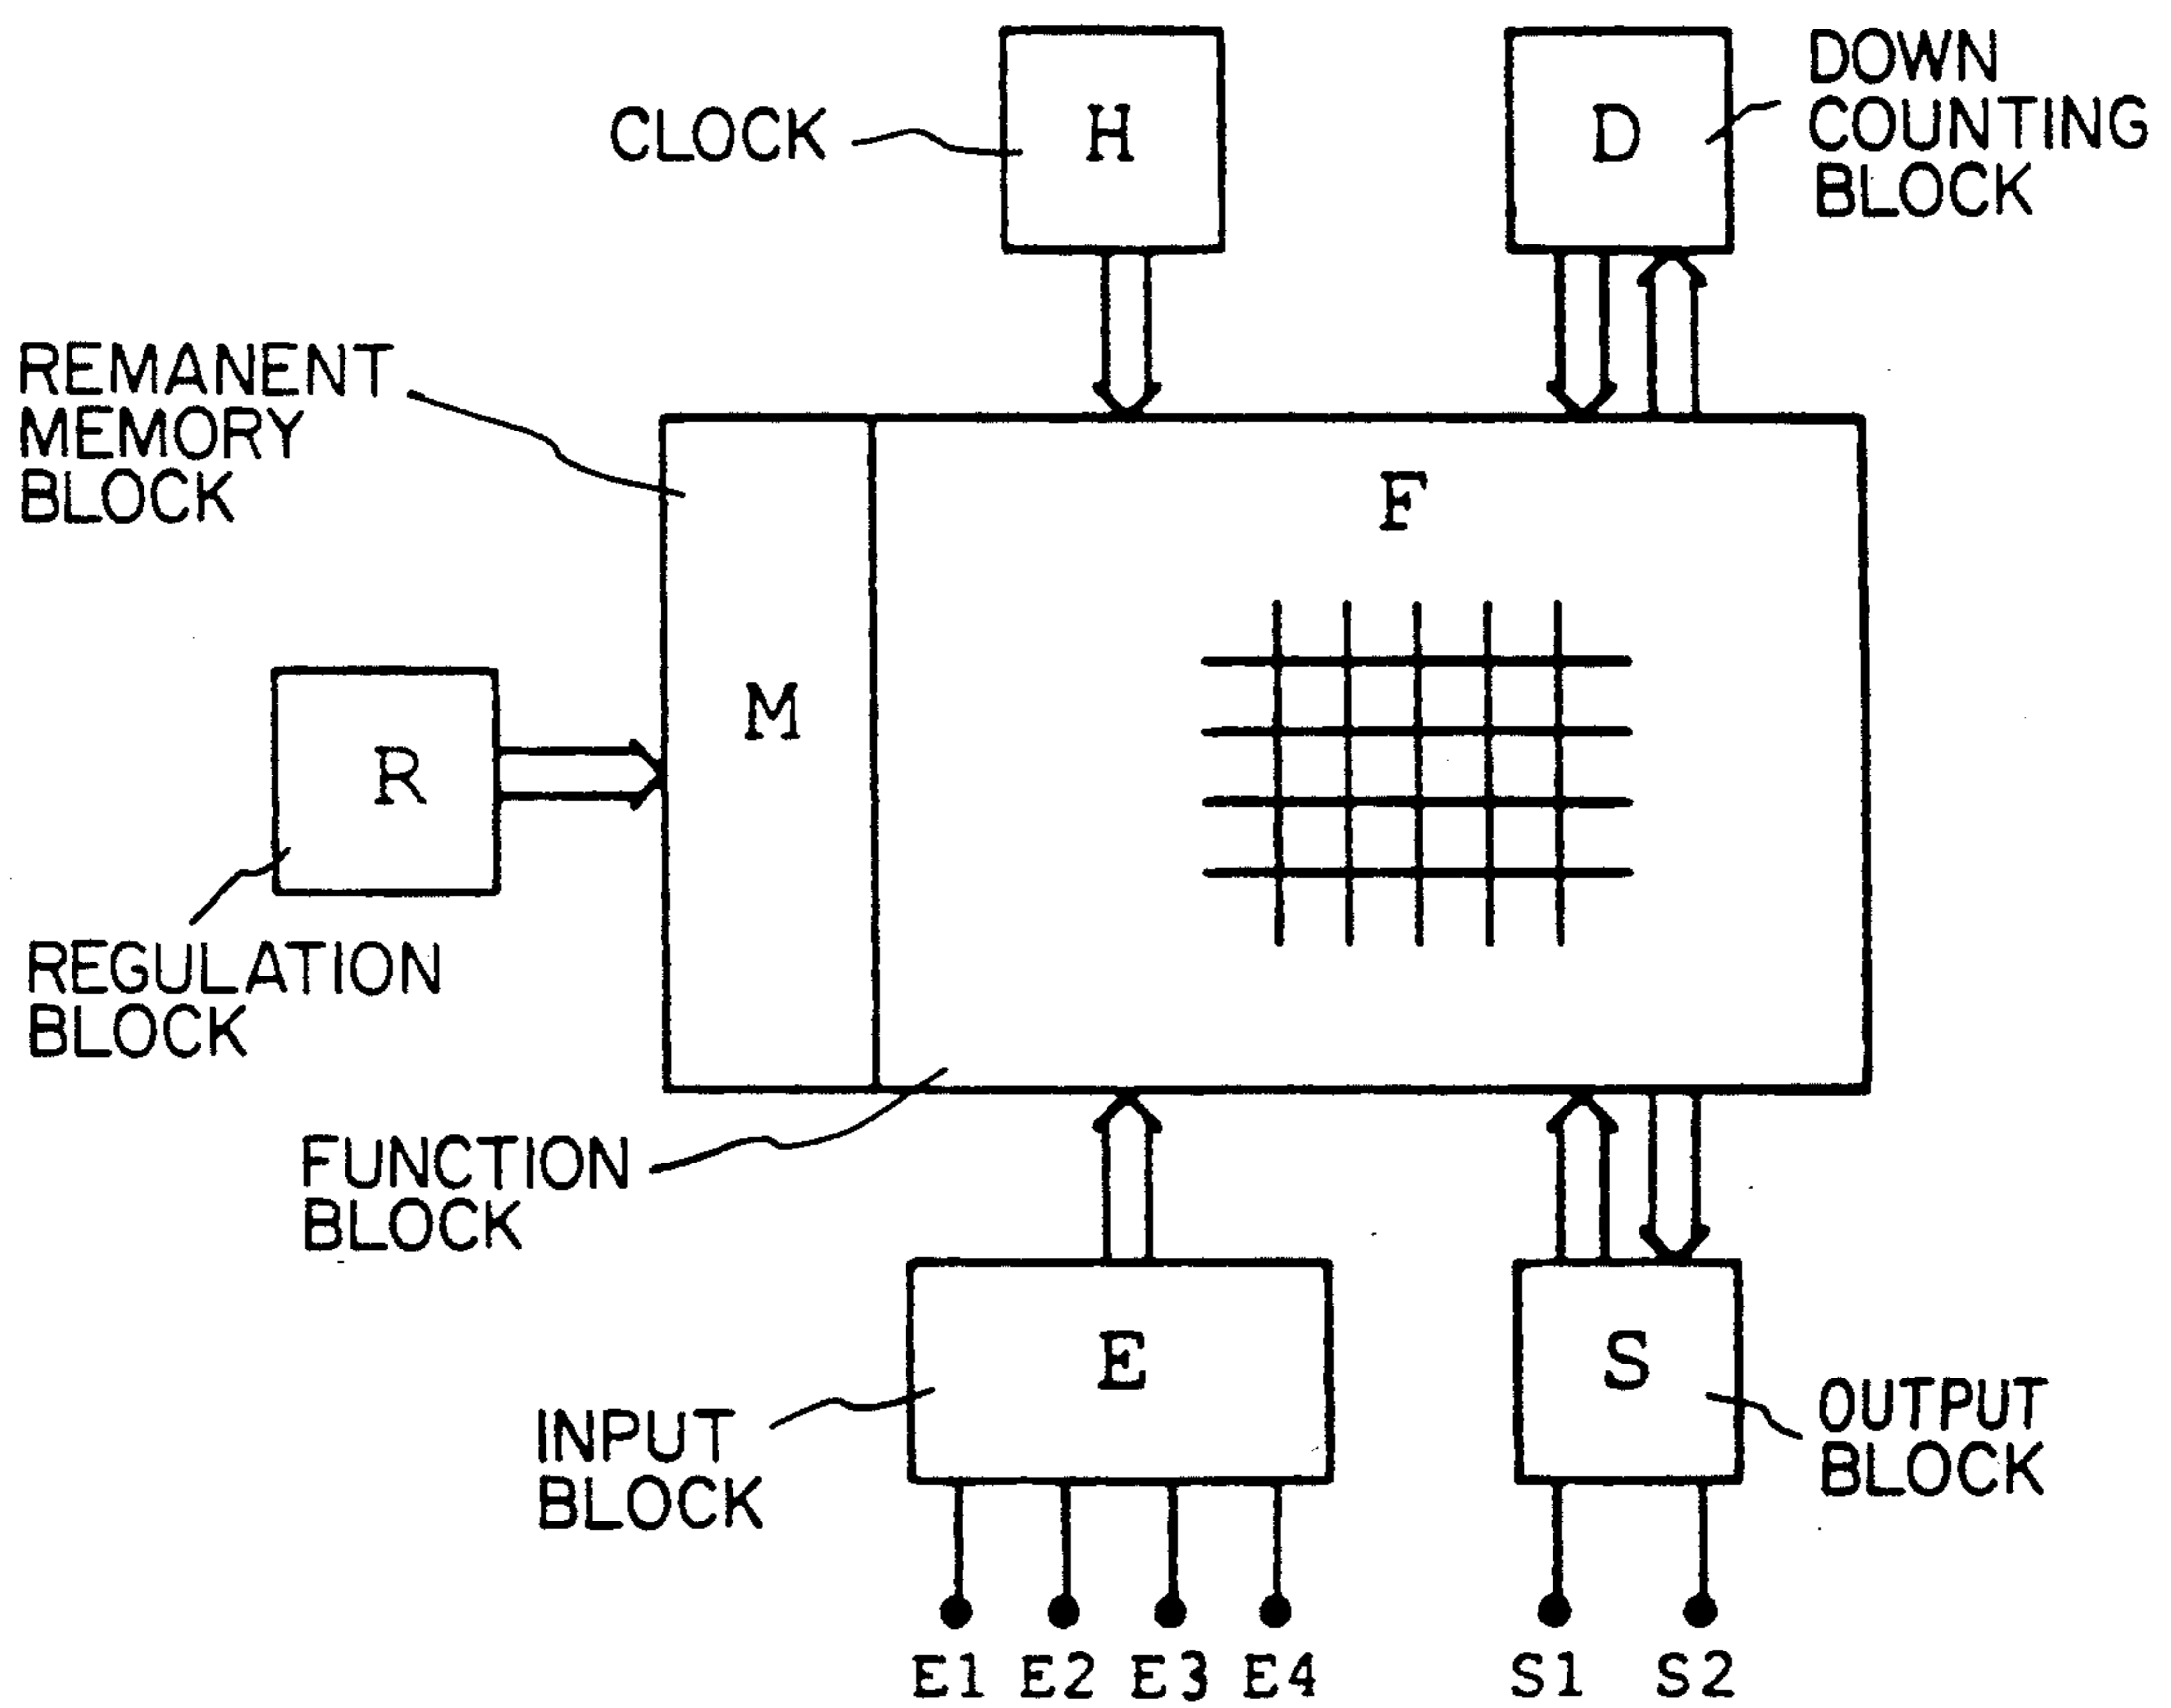 CLOCK
H
D
DOWN
COUNTING
BLOCK
REMANENT
MEMORY
BLOCK
F
M
R
REGULATION
BLOCK
FUNCTION
BLOCK
E
S
INPUT
BLOCK
OUTPUT
BLOCK
E1 E2 E3 E4 S1 S2